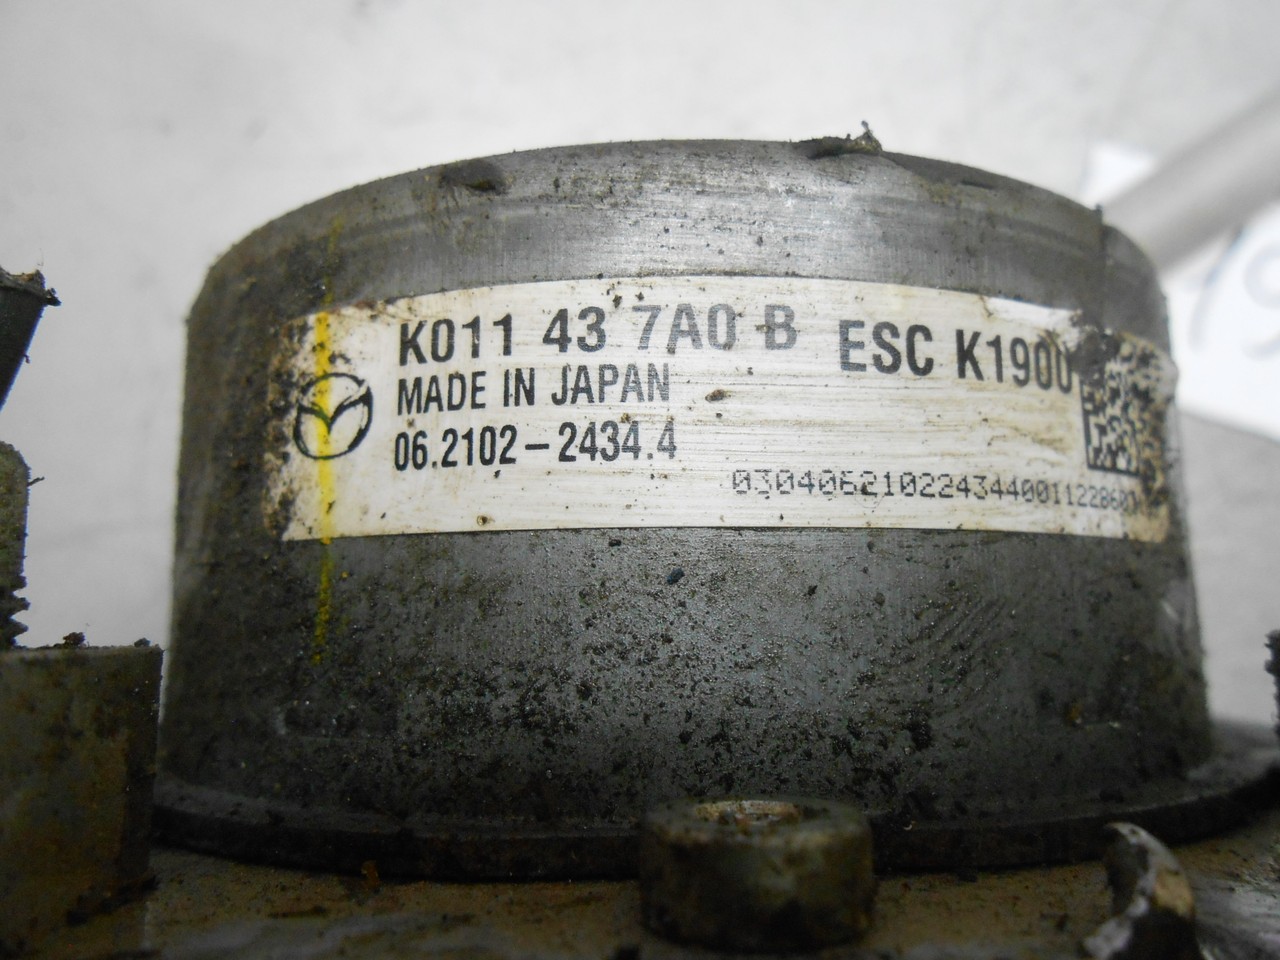 K011 43 7A0 B ESC K1900
MADE IN JAPAN
06.2102-2434.4